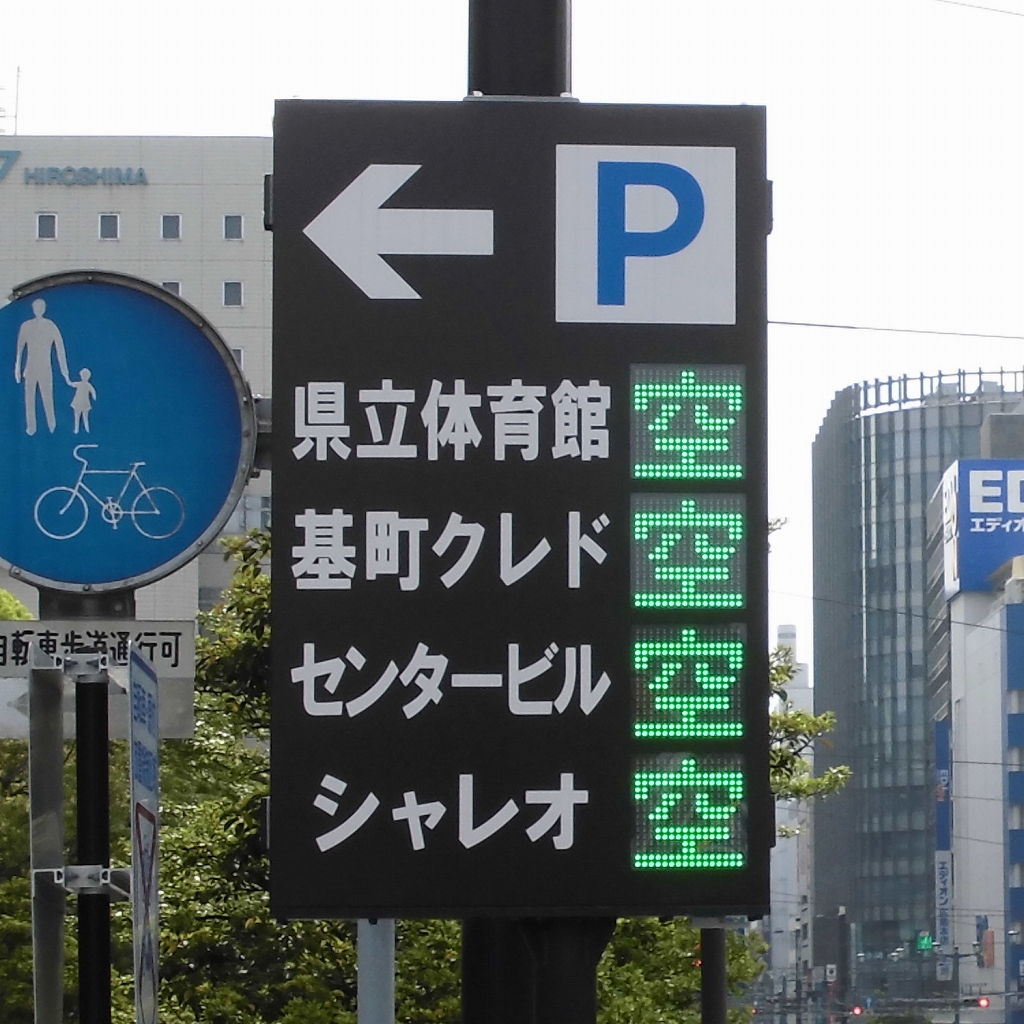 HIROSHIMA
P
県立体育館 空
基町クレド 空
センタービル 空
シャレオ 空
自転車歩道通行可
エディオン